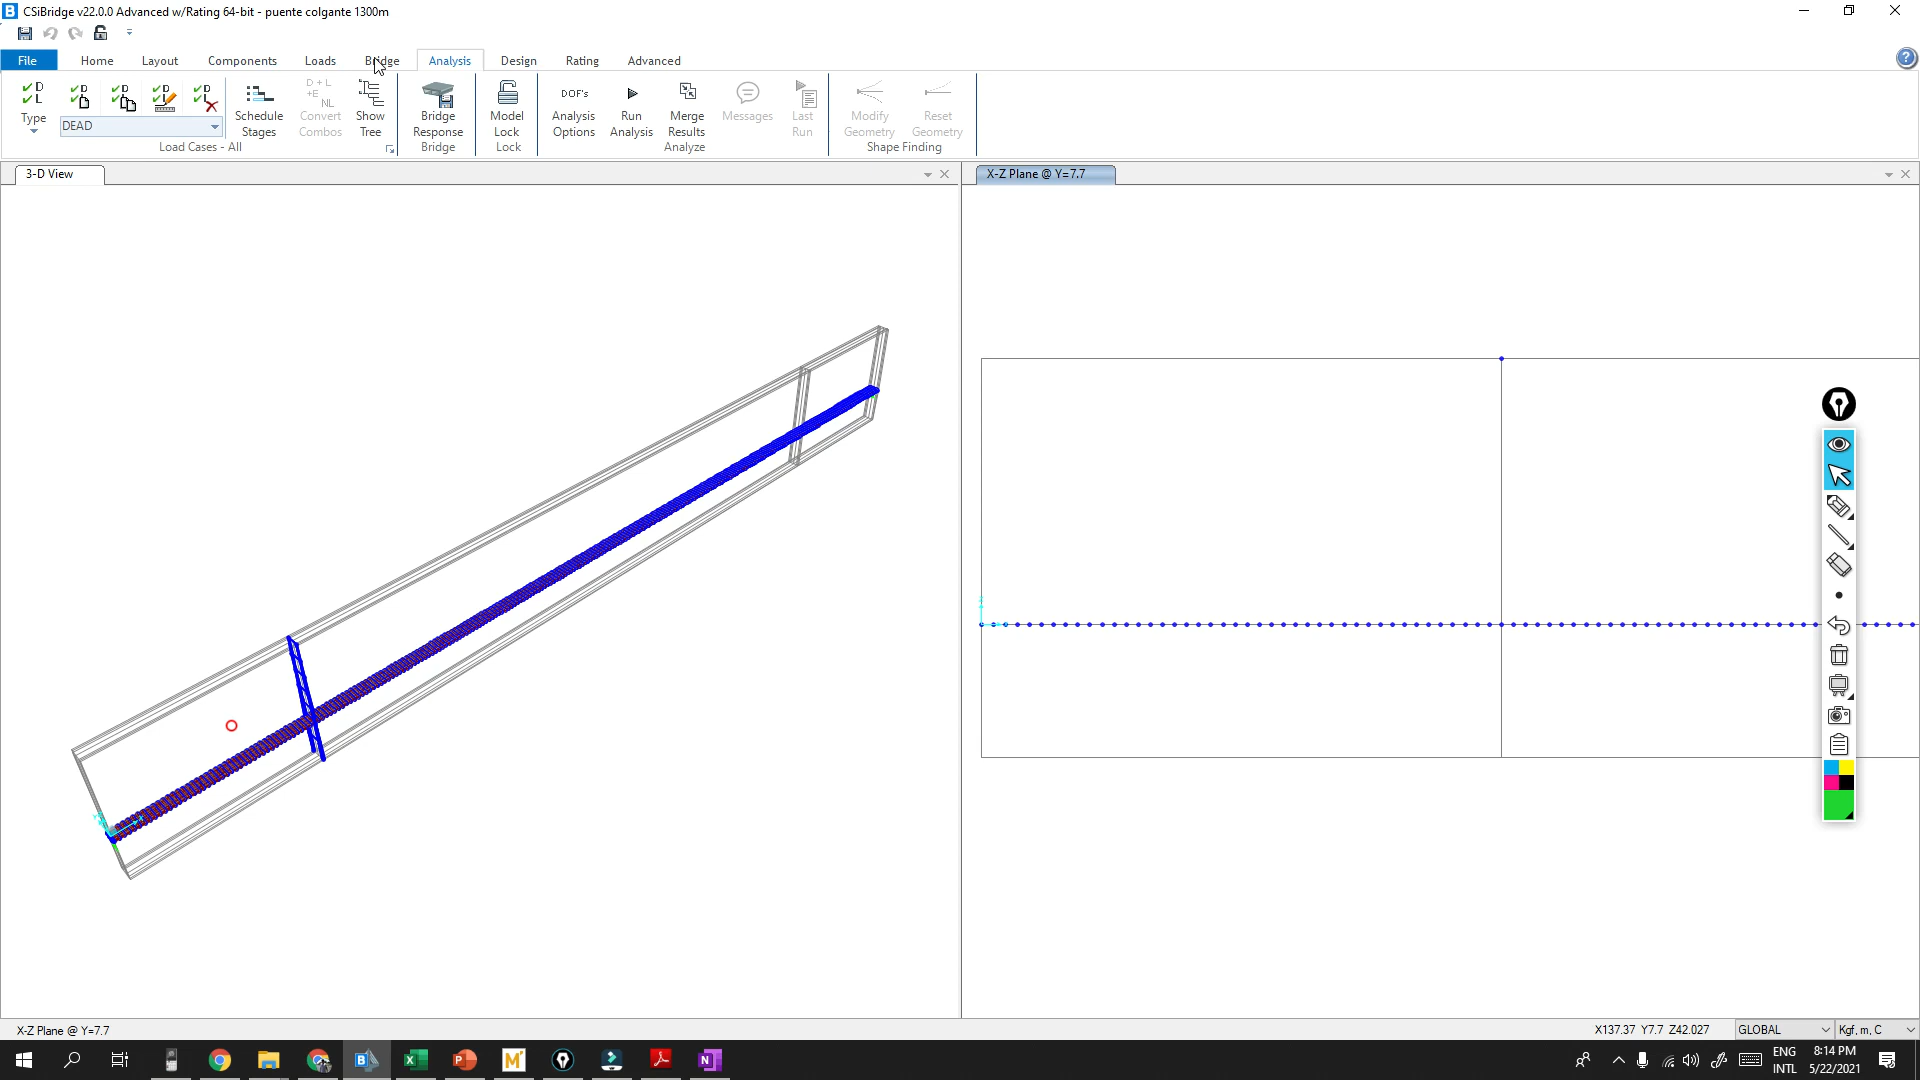 CSiBridge v22.0.0 Advanced w/Rating 64-bit - puente colgante 1300m
File Home Layout Components Loads Bridge Analysis Design Rating Advanced
Type
DEAD
Schedule Stages
Convert Combos
Show Tree
Load Cases - All
Bridge Response
Bridge
Model Lock
Lock
DOF's
Analysis Options
Run Analysis
Merge Results
Messages
Last Run
Analyze
Modify Geometry
Reset Geometry
Shape Finding
3-D View
X-Z Plane @ Y=7.7
X-Z Plane @ Y=7.7
X137.37 Y7.7 Z42.027
GLOBAL
Kgf, m, C
ENG
INTL
8:14 PM
5/22/2021